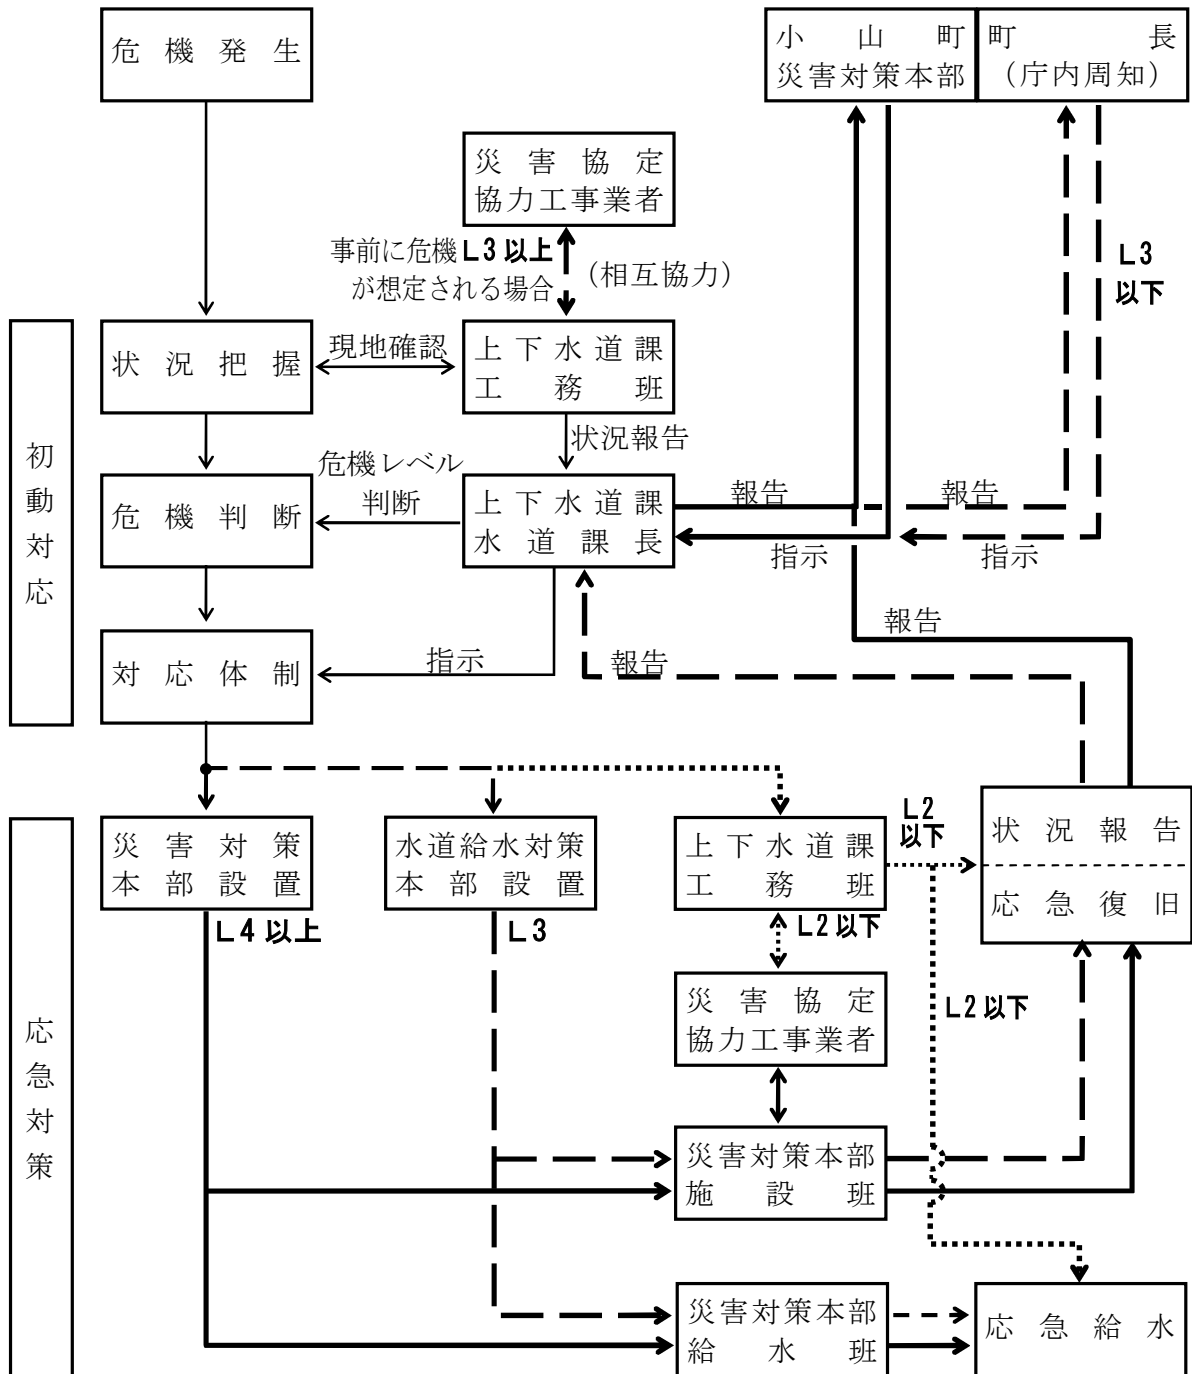 危機発生
小山町
災害対策本部
町長
（庁内周知）
災害協定
協力工事業者
事前に危機L3以上
が想定される場合
（相互協力）
L3
以下
初動対応
状況把握
現地確認
上下水道課
工務班
状況報告
危機レベル
判断
危機判断
上下水道課
水道課長
報告
報告
指示
指示
報告
対応体制
指示
報告
応急対策
災害対策
本部設置
L4以上
水道給水対策
本部設置
L3
上下水道課
工務班
L2
以下
状況報告
応急復旧
L2以下
災害協定
協力工事業者
L2以下
災害対策本部
施設班
災害対策本部
給水班
応急給水